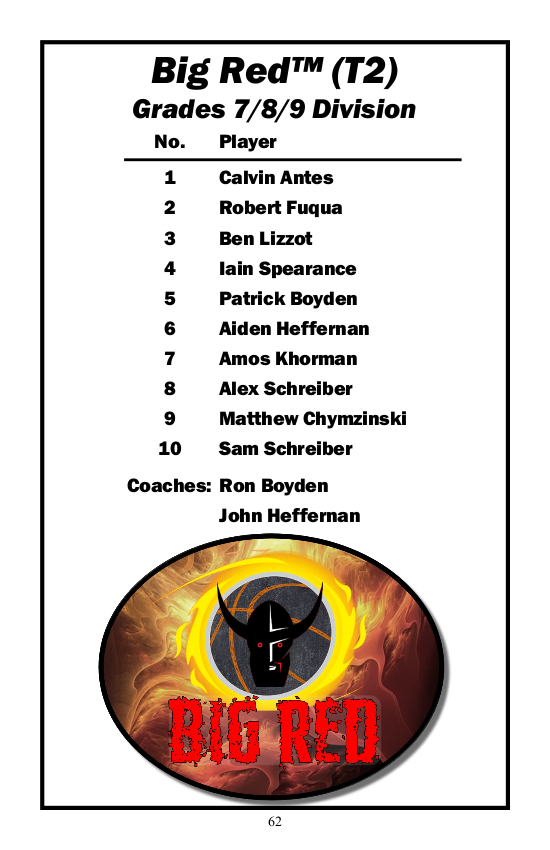 Big Red™ (T2)
Grades 7/8/9 Division
No. Player
1 Calvin Antes
2 Robert Fuqua
3 Ben Lizzot
4 Iain Spearance
5 Patrick Boyden
6 Aiden Heffernan
7 Amos Khorman
8 Alex Schreiber
9 Matthew Chymzinski
10 Sam Schreiber
Coaches: Ron Boyden
John Heffernan
BIG RED
62